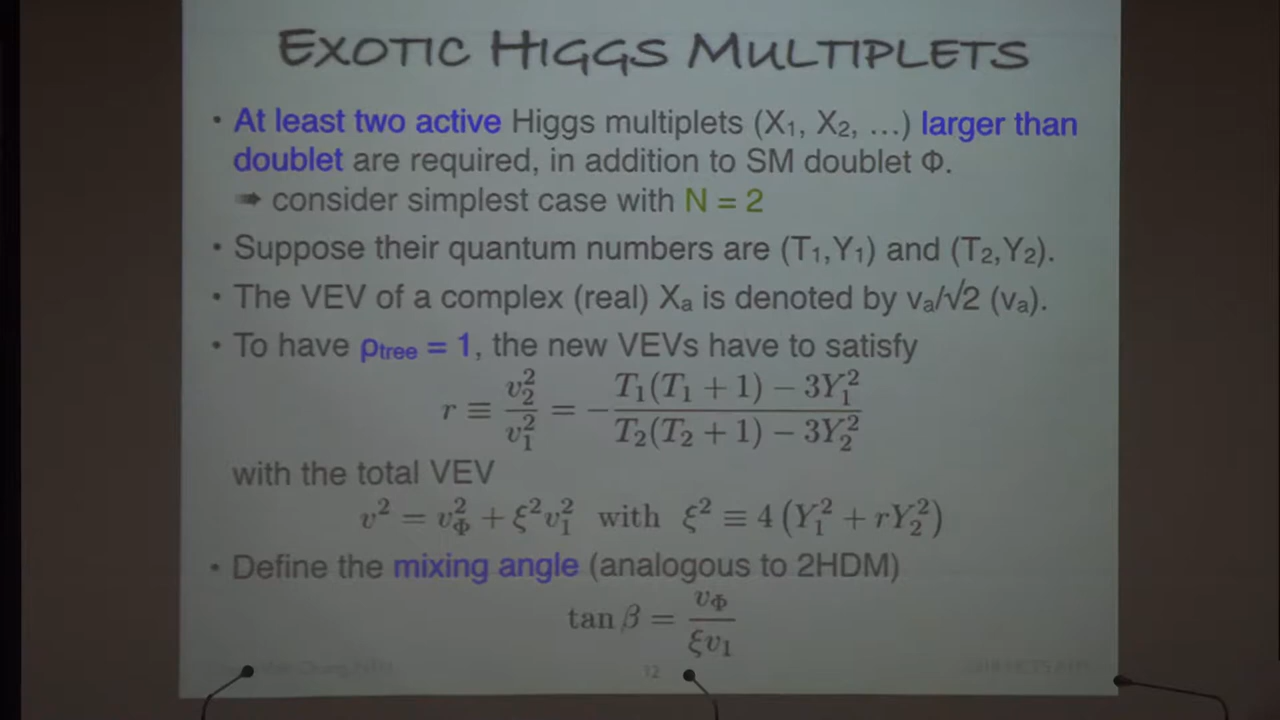 EXOTIC HIGGS MULTIPLETS
• At least two active Higgs multiplets (X₁, X₂, …) larger than
doublet are required, in addition to SM doublet Φ.
➟ consider simplest case with N = 2
• Suppose their quantum numbers are (T₁,Y₁) and (T₂,Y₂).
• The VEV of a complex (real) Xₐ is denoted by vₐ/√2 (vₐ).
• To have ρtree = 1, the new VEVs have to satisfy
r ≡ v₂²/v₁² = − (T₁(T₁ + 1) − 3Y₁²)/(T₂(T₂ + 1) − 3Y₂²)
with the total VEV
v² = v_Φ² + ξ²v₁² with ξ² ≡ 4 (Y₁² + rY₂²)
• Define the mixing angle (analogous to 2HDM)
tan β = v_Φ/(ξv₁)
12